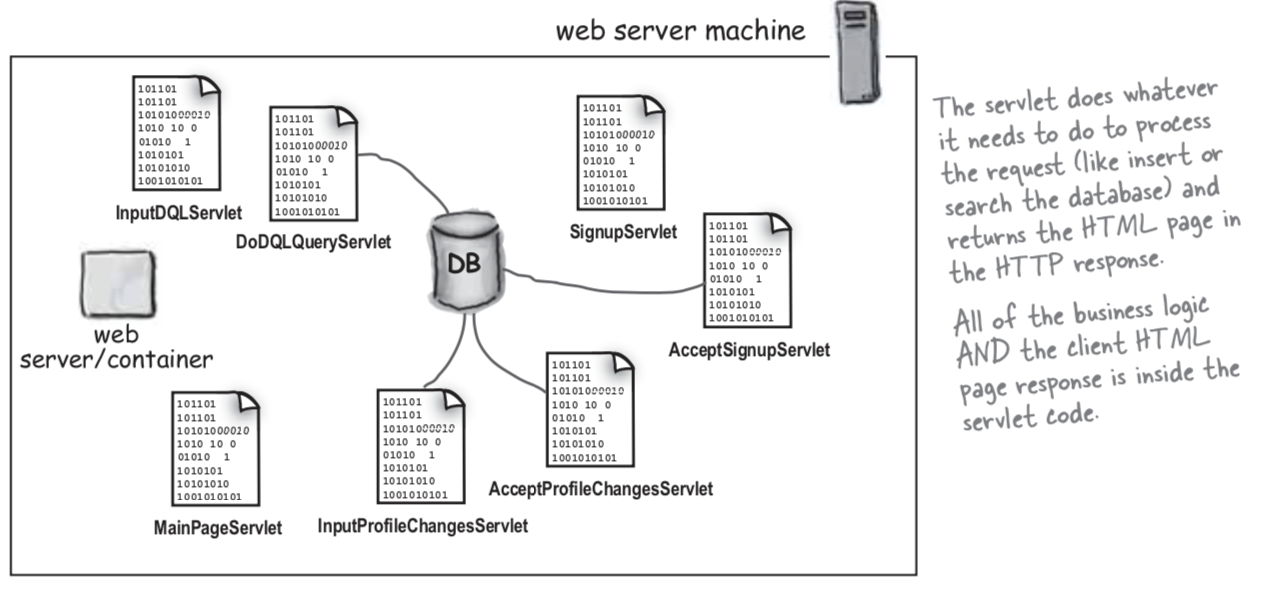 web server machine
101101
101101
10101000010
1010 10 0
01010 1
1010101
10101010
1001010101
InputDQLServlet
101101
101101
10101000010
1010 10 0
01010 1
1010101
10101010
1001010101
DoDQLQueryServlet
DB
101101
101101
10101000010
1010 10 0
01010 1
1010101
10101010
1001010101
SignupServlet
101101
101101
10101000010
1010 10 0
01010 1
1010101
10101010
1001010101
AcceptSignupServlet
web
server/container
101101
101101
10101000010
1010 10 0
01010 1
1010101
10101010
1001010101
MainPageServlet
101101
101101
10101000010
1010 10 0
01010 1
1010101
10101010
1001010101
InputProfileChangesServlet
101101
101101
10101000010
1010 10 0
01010 1
1010101
10101010
1001010101
AcceptProfileChangesServlet
The servlet does whatever
it needs to do to process
the request (like insert or
search the database) and
returns the HTML page in
the HTTP response.
All of the business logic
AND the client HTML
page response is inside the
servlet code.